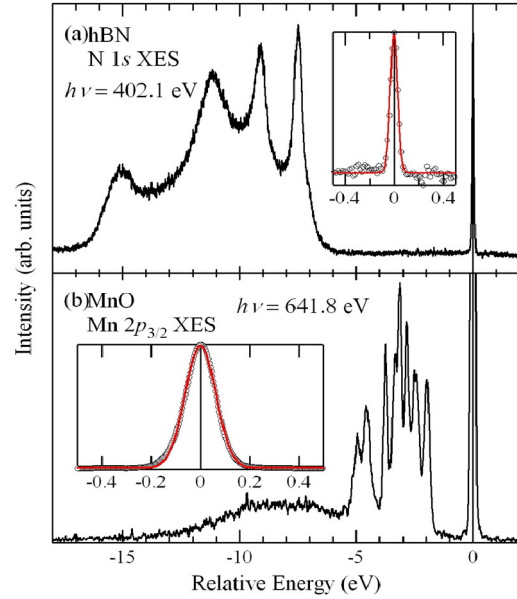 (a) hBN
N 1s XES
hν = 402.1 eV
-0.4 0.0 0.4
Intensity (arb. units)
(b) MnO
Mn 2p3/2 XES
hν = 641.8 eV
-0.4 -0.2 0 0.2 0.4
-15 -10 -5 0
Relative Energy (eV)